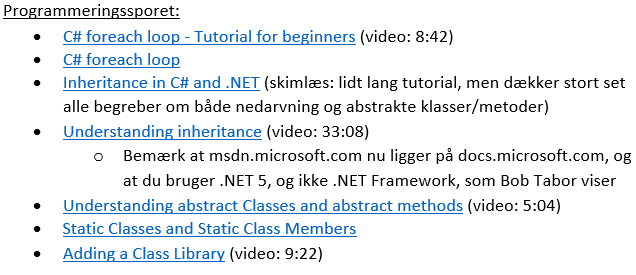 Programmeringssporet:
• C# foreach loop - Tutorial for beginners (video: 8:42)
• C# foreach loop
• Inheritance in C# and .NET (skimlæs: lidt lang tutorial, men dækker stort set
alle begreber om både nedarvning og abstrakte klasser/metoder)
• Understanding inheritance (video: 33:08)
o Bemærk at msdn.microsoft.com nu ligger på docs.microsoft.com, og
at du bruger .NET 5, og ikke .NET Framework, som Bob Tabor viser
• Understanding abstract Classes and abstract methods (video: 5:04)
• Static Classes and Static Class Members
• Adding a Class Library (video: 9:22)